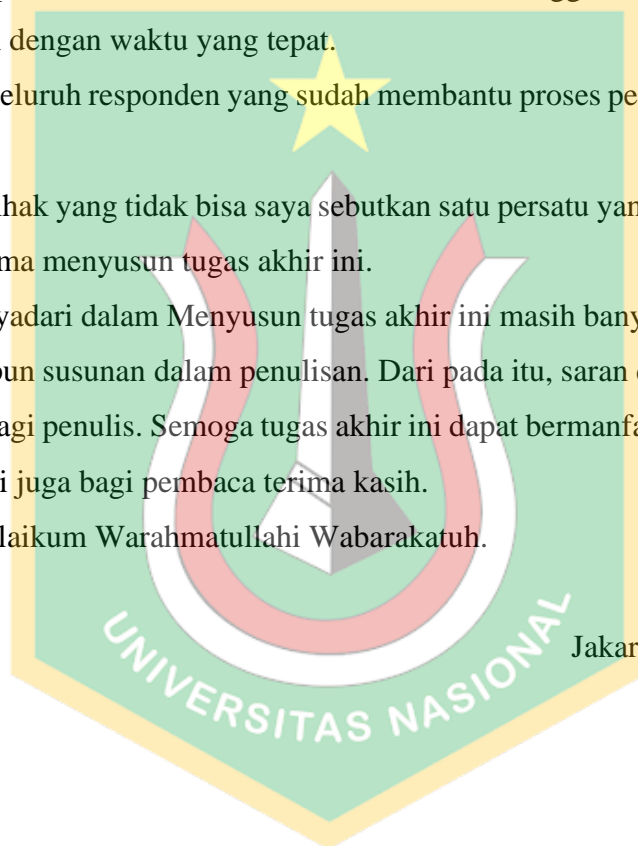 dengan waktu yang tepat.
eluruh responden yang sudah membantu proses pe
ihak yang tidak bisa saya sebutkan satu persatu yan
ma menyusun tugas akhir ini.
yadari dalam Menyusun tugas akhir ini masih bany
pun susunan dalam penulisan. Dari pada itu, saran
agi penulis. Semoga tugas akhir ini dapat bermanfa
i juga bagi pembaca terima kasih.
laikum Warahmatullahi Wabarakatuh.
Jakar
UNIVERSITAS NASIONAL